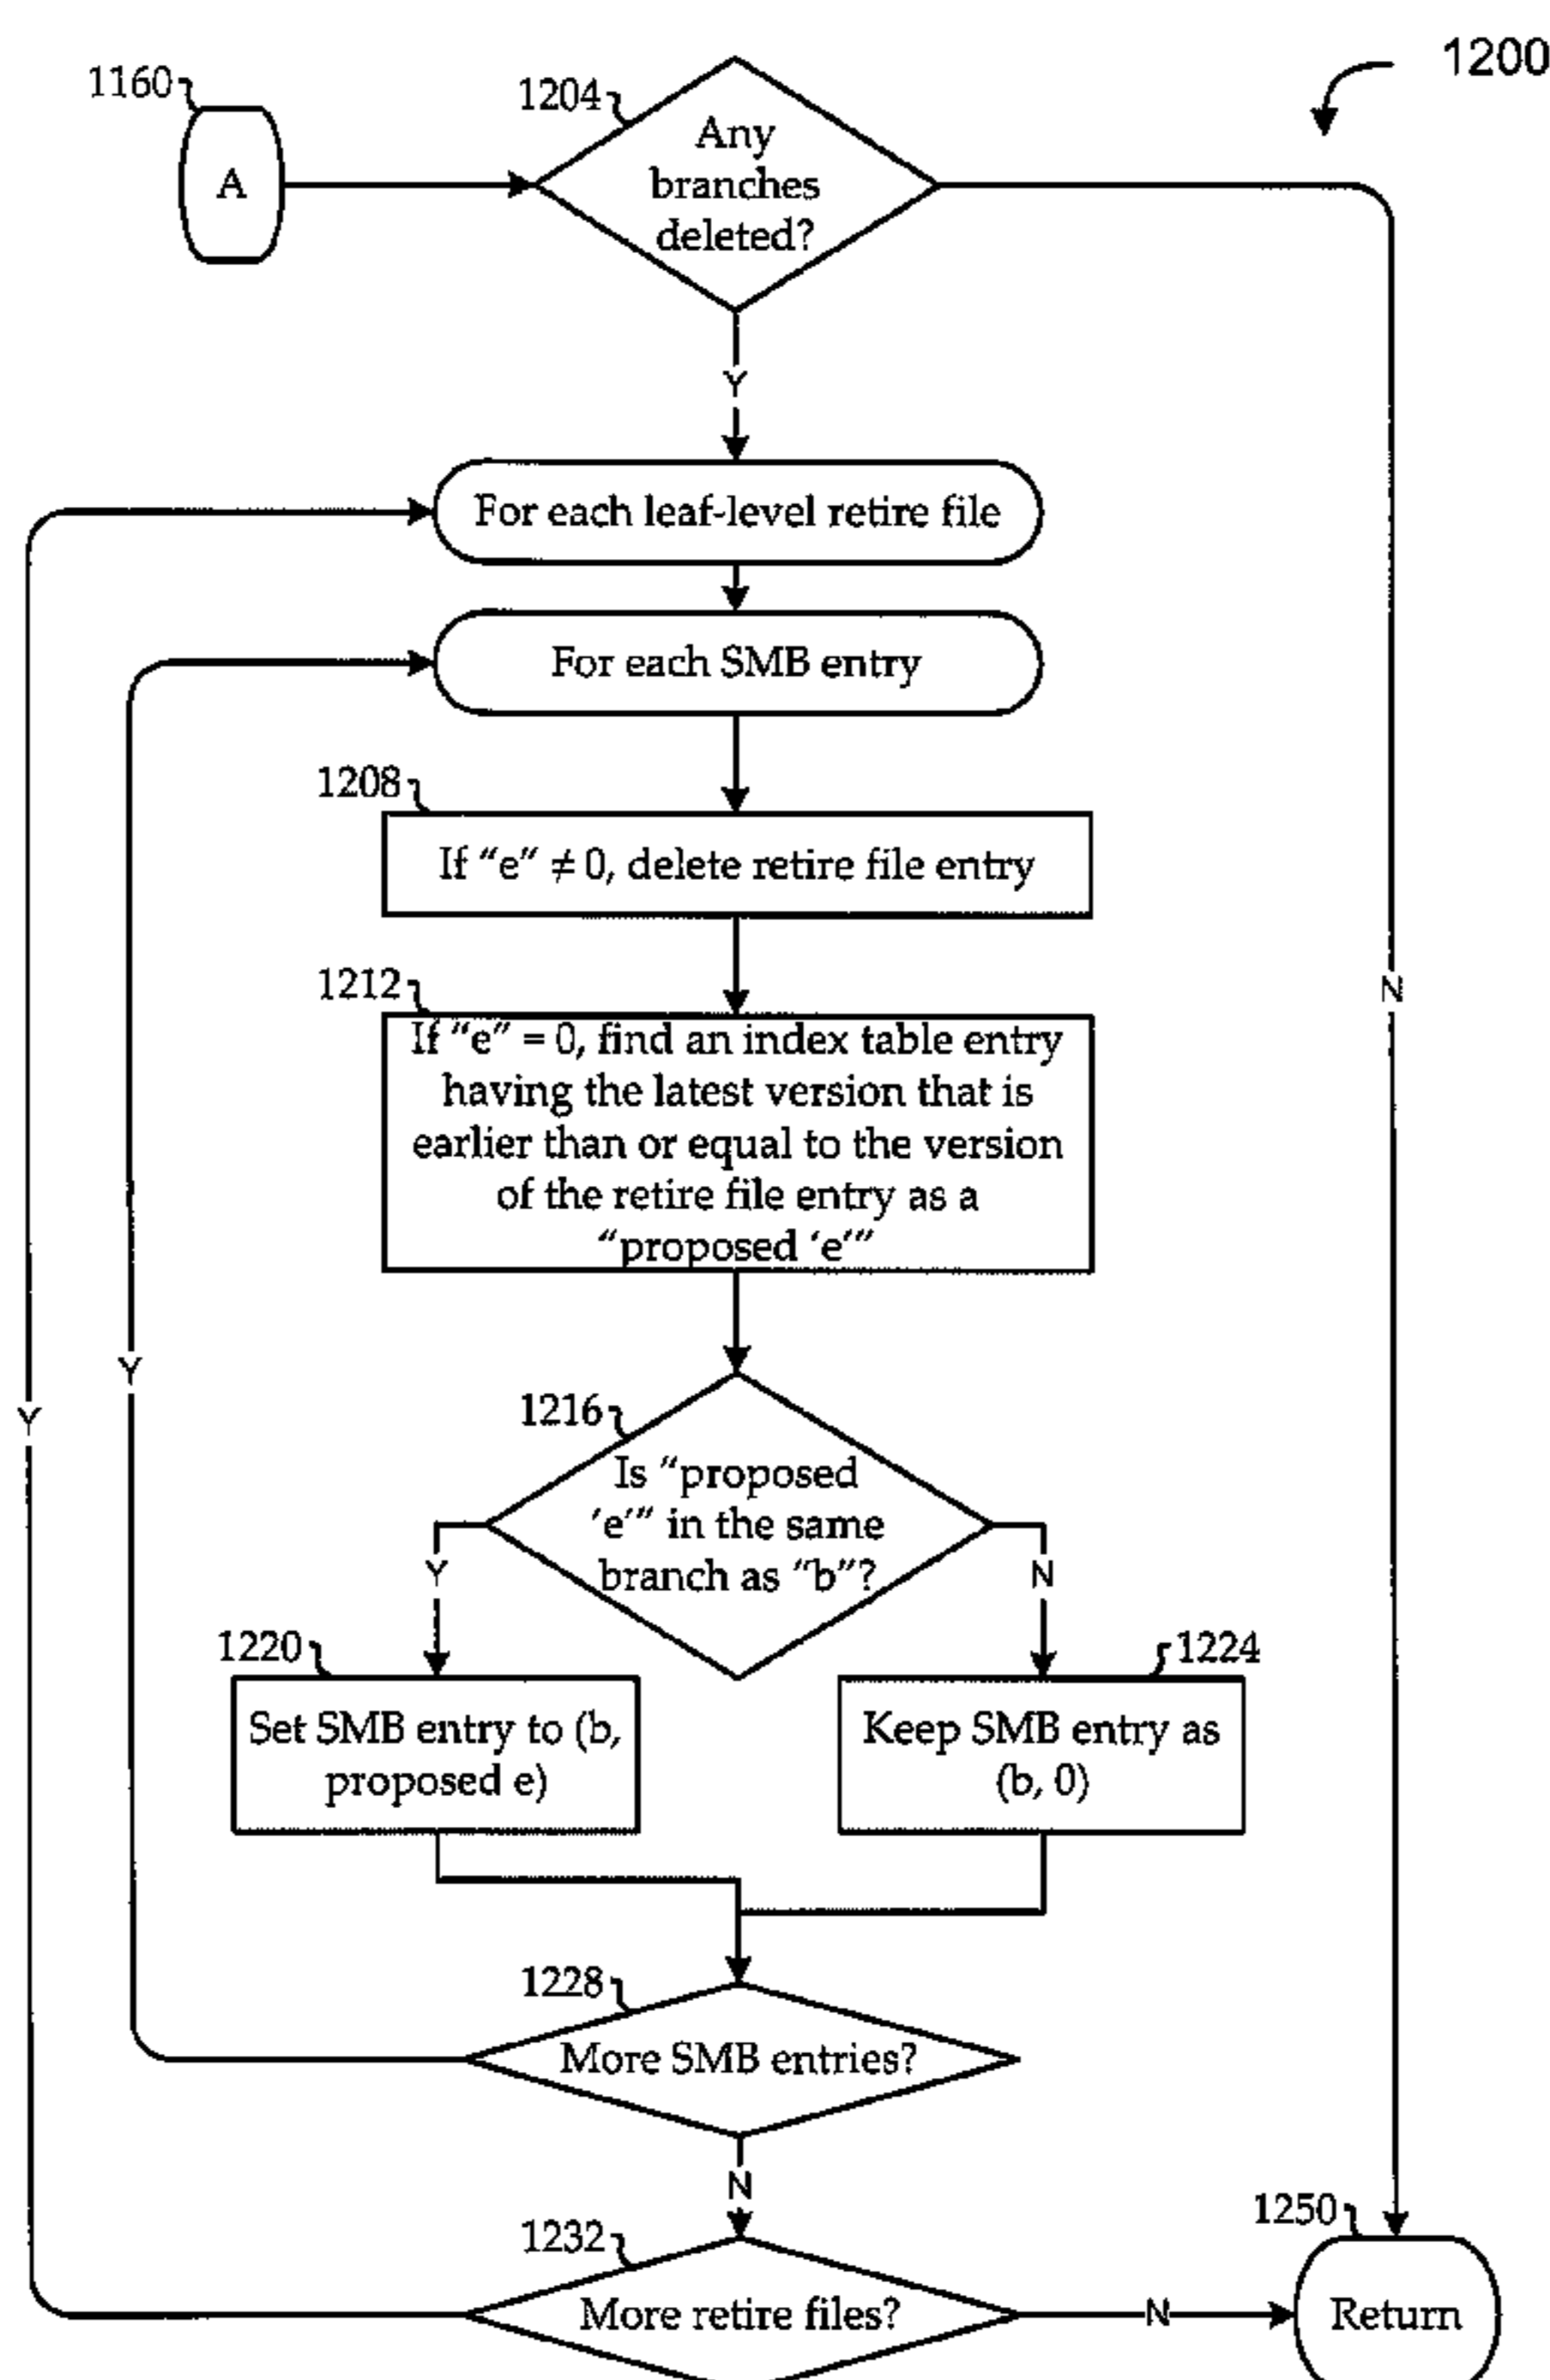 1200
1160
A
1204
Any
branches
deleted?
Y
For each leaf-level retire file
For each SMB entry
1208
If "e" ≠ 0, delete retire file entry
N
1212
If "e" = 0, find an index table entry
having the latest version that is
earlier than or equal to the version
of the retire file entry as a
"proposed 'e'"
Y
Y
1216
Is "proposed
'e'" in the same
branch as "b"?
Y
N
1220
Set SMB entry to (b,
proposed e)
1224
Keep SMB entry as
(b, 0)
1228
More SMB entries?
N
1232
More retire files?
N
1250
Return